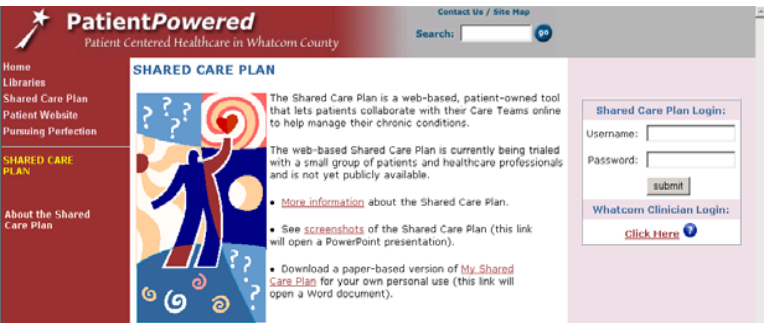 Contact Us / Site Map
PatientPowered
Patient Centered Healthcare in Whatcom County
Search:
go
Home
Libraries
Shared Care Plan
Patient Website
Pursuing Perfection
SHARED CARE
PLAN
About the Shared
Care Plan
SHARED CARE PLAN
? ? ?
?
? ?
?
The Shared Care Plan is a web-based, patient-owned tool
that lets patients collaborate with their Care Teams online
to help manage their chronic conditions.
The web-based Shared Care Plan is currently being trialed
with a small group of patients and healthcare professionals
and is not yet publicly available.
• More information about the Shared Care Plan.
• See screenshots of the Shared Care Plan (this link
will open a PowerPoint presentation).
• Download a paper-based version of My Shared
Care Plan for your own personal use (this link will
open a Word document).
Shared Care Plan Login:
Username:
Password:
submit
Whatcom Clinician Login:
Click Here ?